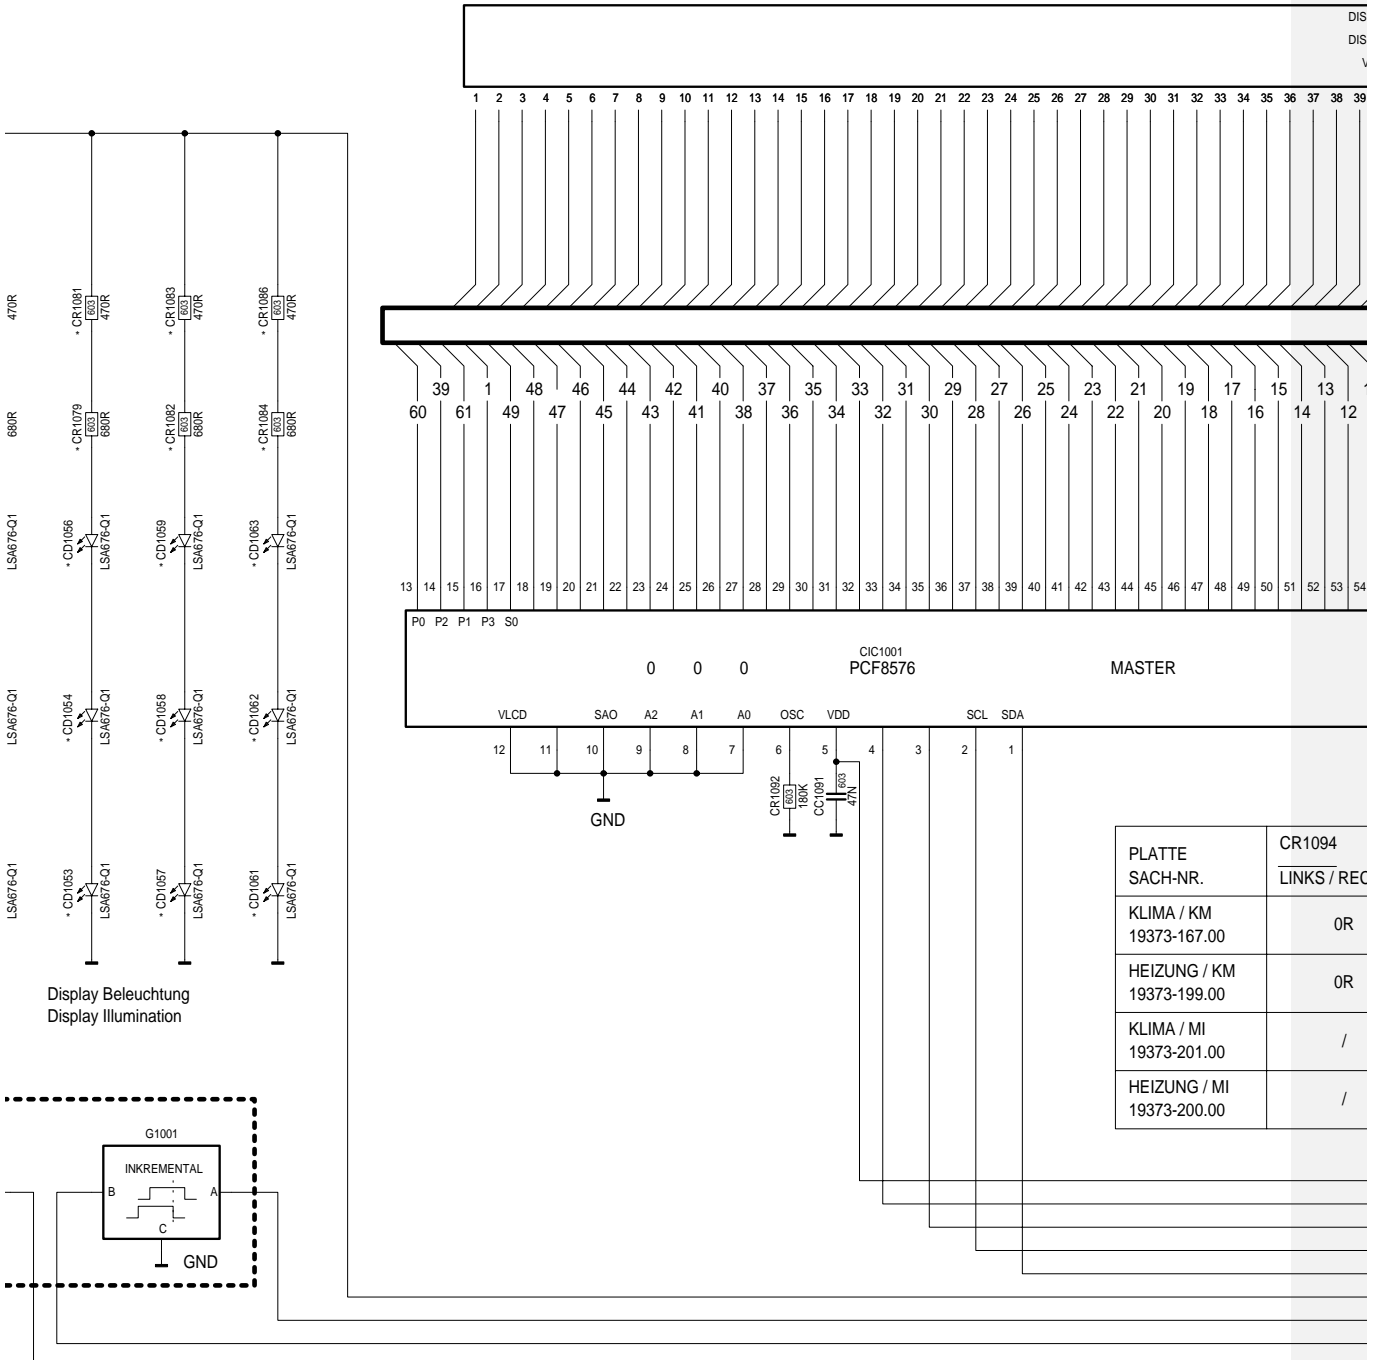 DIS
DIS
V
1 2 3 4 5 6 7 8 9 10 11 12 13 14 15 16 17 18 19 20 21 22 23 24 25 26 27 28 29 30 31 32 33 34 35 36 37 38 39
470R
* CR1081 603 470R
* CR1083 603 470R
* CR1086 603 470R
39 1 48 46 44 42 40 37 35 33 31 29 27 25 23 21 19 17 15 13 1
60 61 49 47 45 43 41 38 36 34 32 30 28 26 24 22 20 18 16 14 12
680R
* CR1079 603 680R
* CR1082 603 680R
* CR1084 603 680R
LSA676-Q1
* CD1056 LSA676-Q1
* CD1059 LSA676-Q1
* CD1063 LSA676-Q1
13 14 15 16 17 18 19 20 21 22 23 24 25 26 27 28 29 30 31 32 33 34 35 36 37 38 39 40 41 42 43 44 45 46 47 48 49 50 51 52 53 54
P0 P2 P1 P3 S0
CIC1001
0 0 0 PCF8576 MASTER
LSA676-Q1
* CD1054 LSA676-Q1
* CD1058 LSA676-Q1
* CD1062 LSA676-Q1
VLCD SAO A2 A1 A0 OSC VDD SCL SDA
12 11 10 9 8 7 6 5 4 3 2 1
CR1092 603 180K
CC1091 603 47N
GND
LSA676-Q1
* CD1053 LSA676-Q1
* CD1057 LSA676-Q1
* CD1061 LSA676-Q1
PLATTE
SACH-NR.
CR1094
LINKS / REC
KLIMA / KM
19373-167.00
0R
HEIZUNG / KM
19373-199.00
0R
KLIMA / MI
19373-201.00
/
HEIZUNG / MI
19373-200.00
/
Display Beleuchtung
Display Illumination
G1001
INKREMENTAL
B A
C
GND